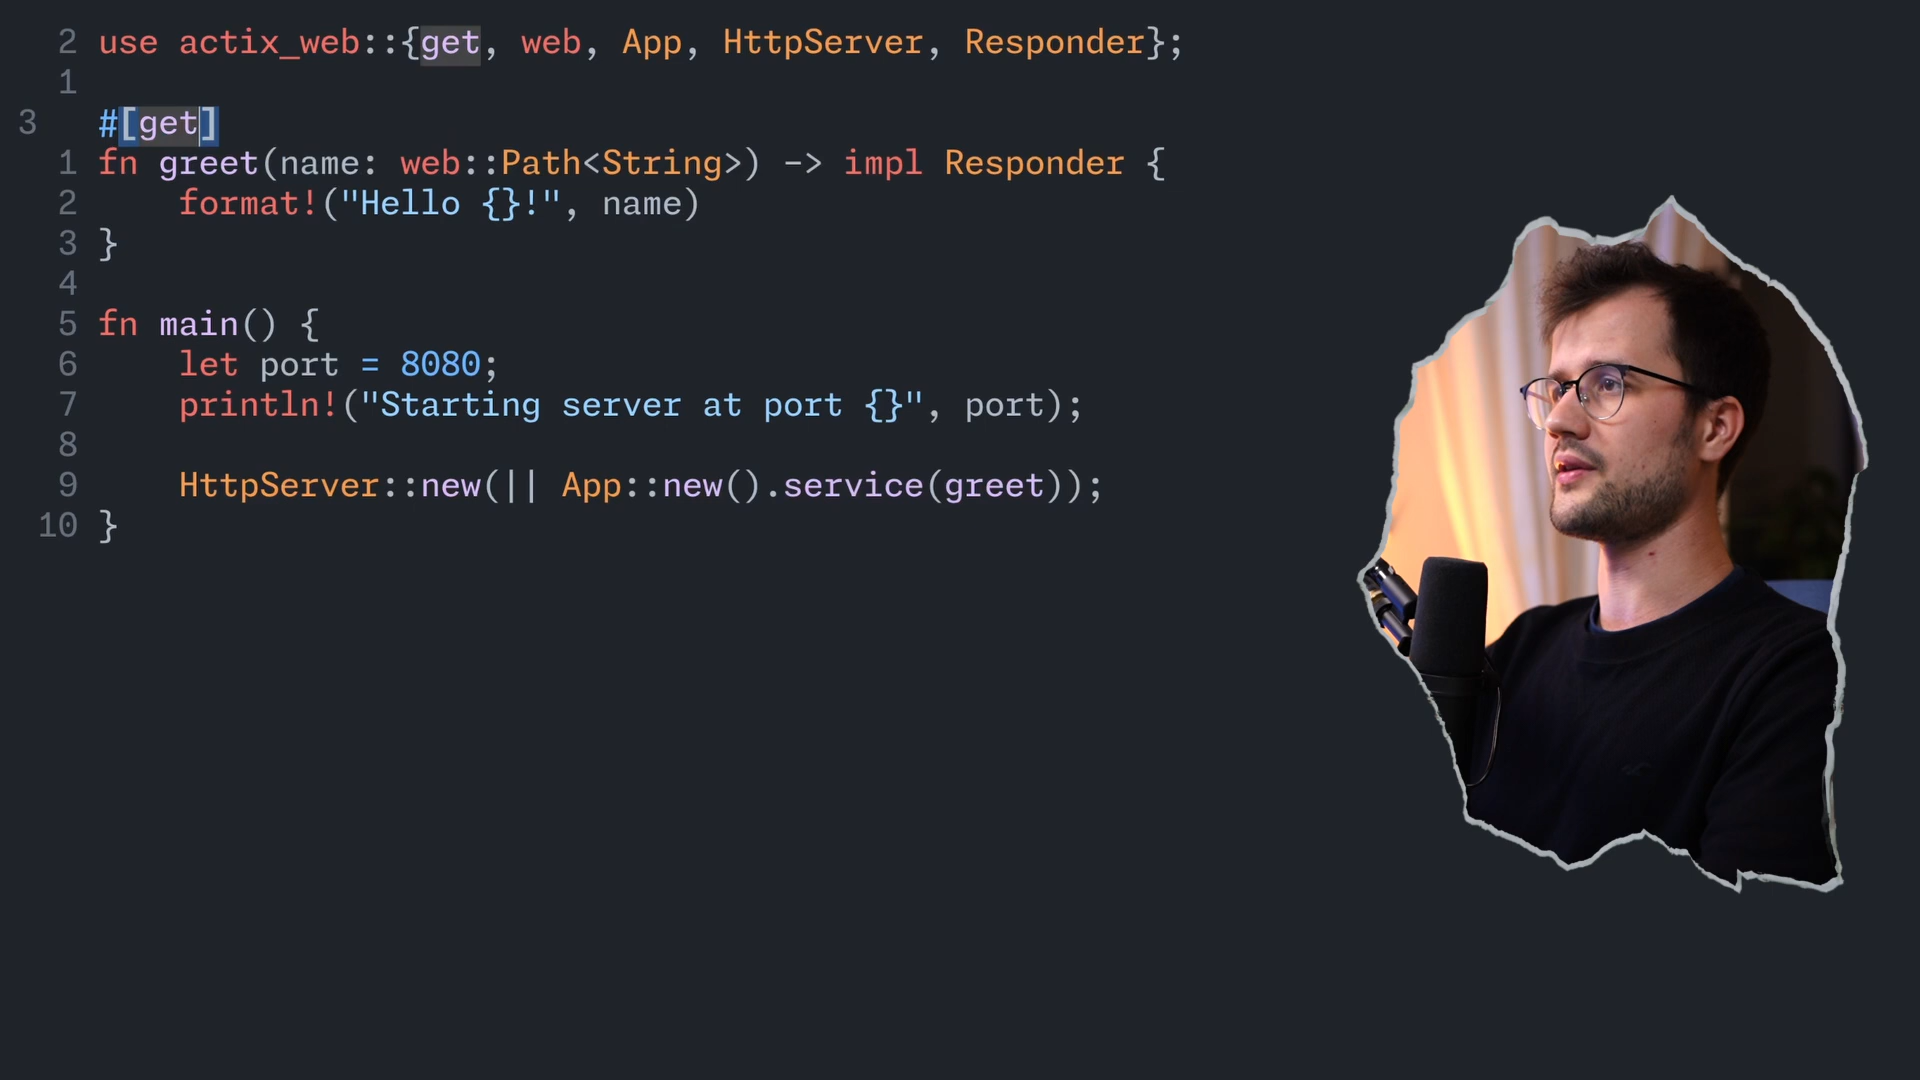 2 use actix_web::{get, web, App, HttpServer, Responder};
1
3 #[get]
1 fn greet(name: web::Path<String>) -> impl Responder {
2     format!("Hello {}!", name)
3 }
4
5 fn main() {
6     let port = 8080;
7     println!("Starting server at port {}", port);
8
9     HttpServer::new(|| App::new().service(greet));
10 }